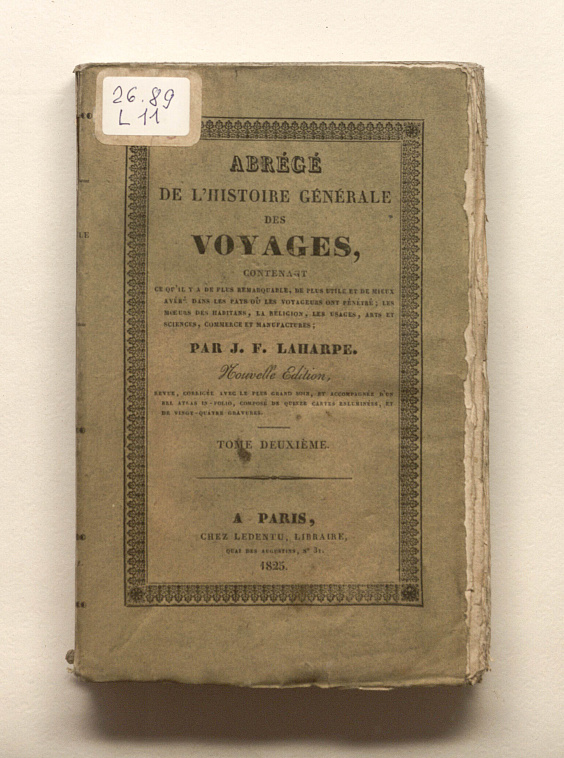 26.89
L 11
ABRÉGÉ
DE L'HISTOIRE GÉNÉRALE
DES
VOYAGES,
CONTENANT
CE QU'IL Y A DE PLUS REMARQUABLE, DE PLUS UTILE ET DE MIEUX
AVÉRÉ DANS LES PAYS OÙ LES VOYAGEURS ONT PÉNÉTRÉ; LES
MŒURS DES HABITANS, LA RELIGION, LES USAGES, ARTS ET
SCIENCES, COMMERCE ET MANUFACTURES;
PAR J. F. LAHARPE.
Nouvelle Edition,
REVUE, CORRIGÉE AVEC LE PLUS GRAND SOIN, ET ACCOMPAGNÉE D'UN
BEL ATLAS IN-FOLIO, COMPOSÉ DE QUINZE CARTES ENLUMINÉES, ET
DE VINGT-QUATRE GRAVURES.
TOME DEUXIÈME.
A PARIS,
CHEZ LEDENTU, LIBRAIRE,
QUAI DES AUGUSTINS, N° 31.
1825.